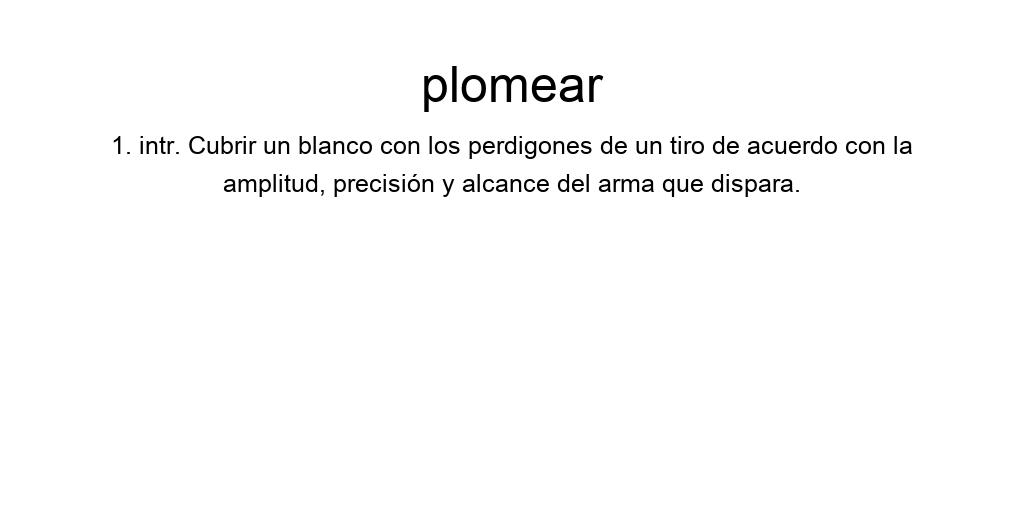 plomear
1. intr. Cubrir un blanco con los perdigones de un tiro de acuerdo con la
amplitud, precisión y alcance del arma que dispara.